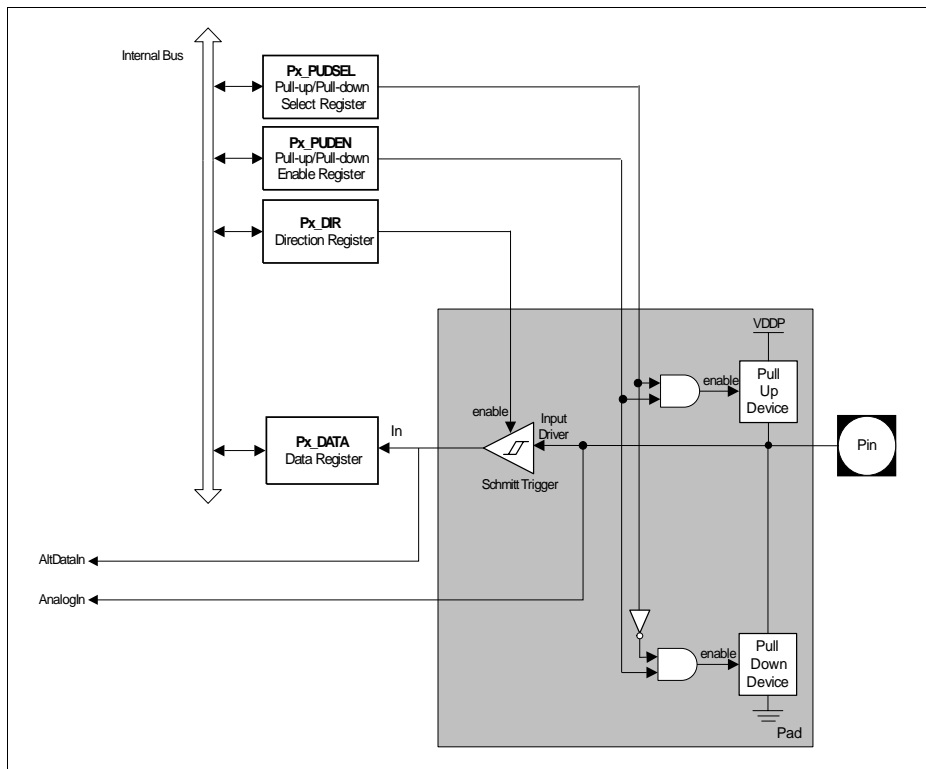 Internal Bus
Px_PUDSEL
Pull-up/Pull-down
Select Register
Px_PUDEN
Pull-up/Pull-down
Enable Register
Px_DIR
Direction Register
VDDP
Pull
Up
Device
enable
enable
Input
Driver
Px_DATA
Data Register
In
Pin
Schmitt Trigger
AltDataIn
AnalogIn
enable
Pull
Down
Device
Pad